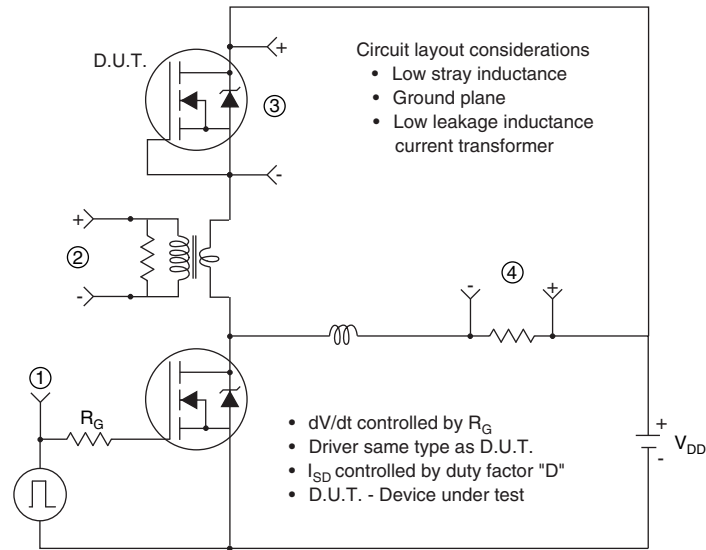 D.U.T.
+
③
-
Circuit layout considerations
• Low stray inductance
• Ground plane
• Low leakage inductance
current transformer
+
②
-
④
- +
①
R_G
• dV/dt controlled by R_G
• Driver same type as D.U.T.
• I_SD controlled by duty factor "D"
• D.U.T. - Device under test
+
V_DD
-